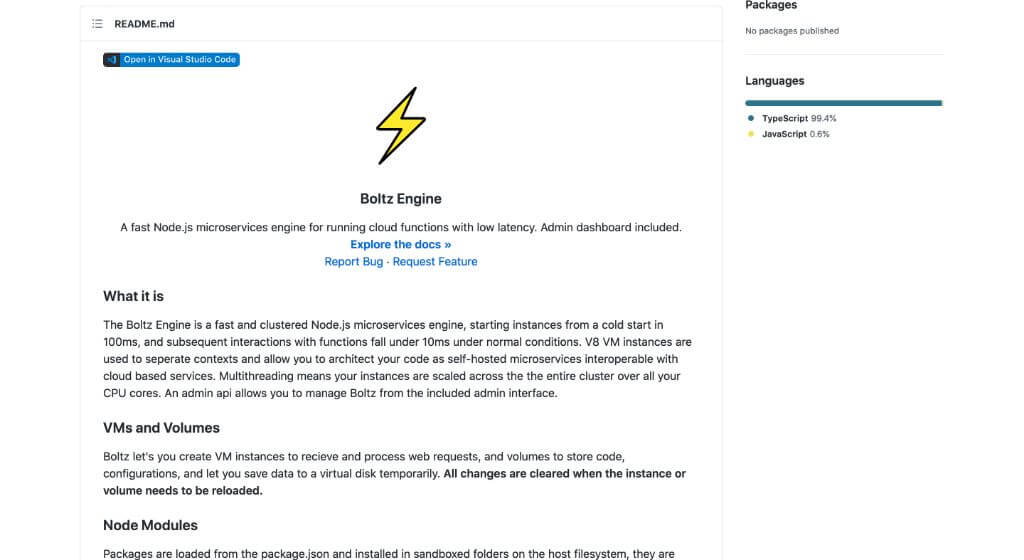 README.md
Open in Visual Studio Code
Boltz Engine
A fast Node.js microservices engine for running cloud functions with low latency. Admin dashboard included.
Explore the docs »
Report Bug · Request Feature
What it is
The Boltz Engine is a fast and clustered Node.js microservices engine, starting instances from a cold start in
100ms, and subsequent interactions with functions fall under 10ms under normal conditions. V8 VM instances are
used to seperate contexts and allow you to architect your code as self-hosted microservices interoperable with
cloud based services. Multithreading means your instances are scaled across the the entire cluster over all your
CPU cores. An admin api allows you to manage Boltz from the included admin interface.
VMs and Volumes
Boltz let's you create VM instances to recieve and process web requests, and volumes to store code,
configurations, and let you save data to a virtual disk temporarily. All changes are cleared when the instance or
volume needs to be reloaded.
Node Modules
Packages are loaded from the package.json and installed in sandboxed folders on the host filesystem, they are
Packages
No packages published
Languages
TypeScript 99.4%
JavaScript 0.6%